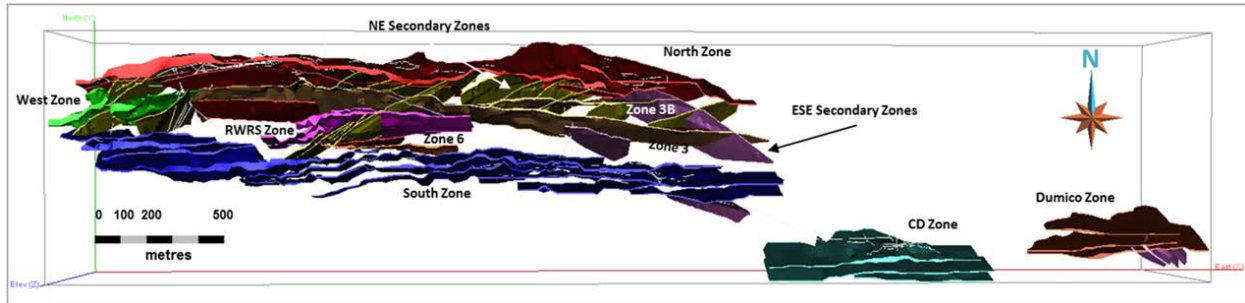 North (Y)
NE Secondary Zones
North Zone
N
West Zone
Zone 3B
ESE Secondary Zones
RWRS Zone
Zone 6
Zone 3
South Zone
Dumico Zone
0 100 200 500
CD Zone
metres
East (X)
Elev (Z)